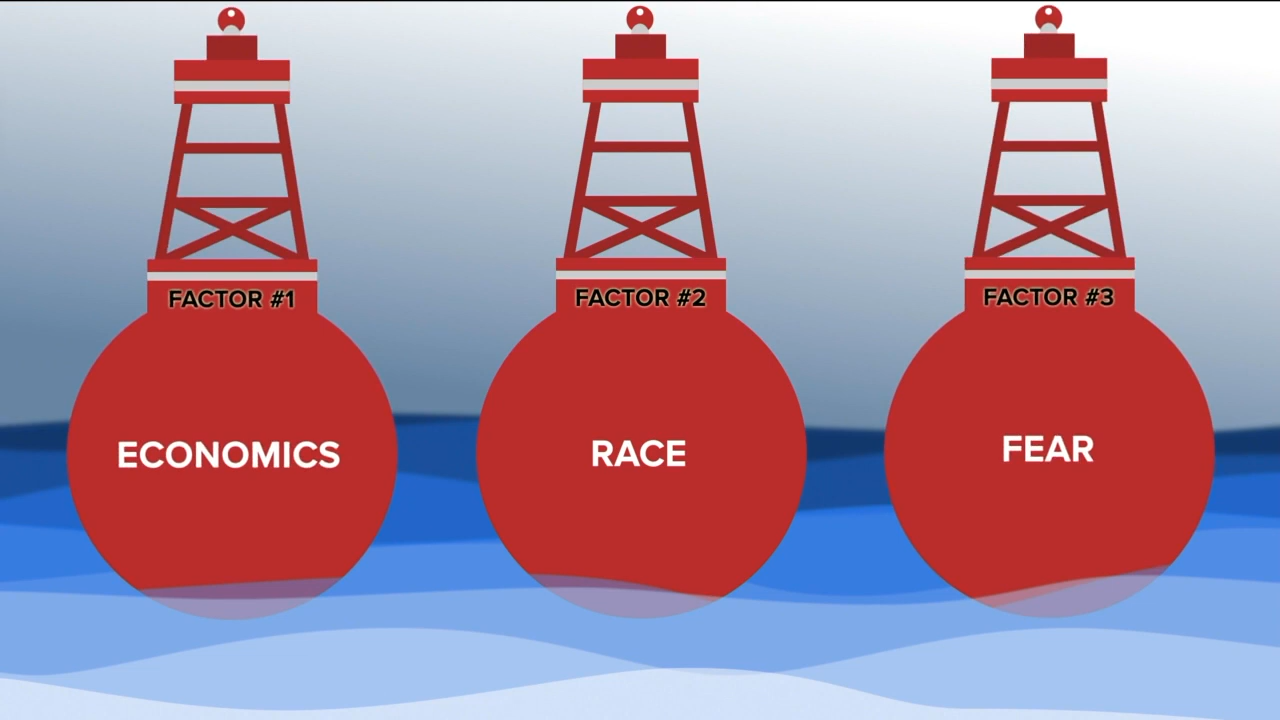 FACTOR #1
ECONOMICS
FACTOR #2
RACE
FACTOR #3
FEAR